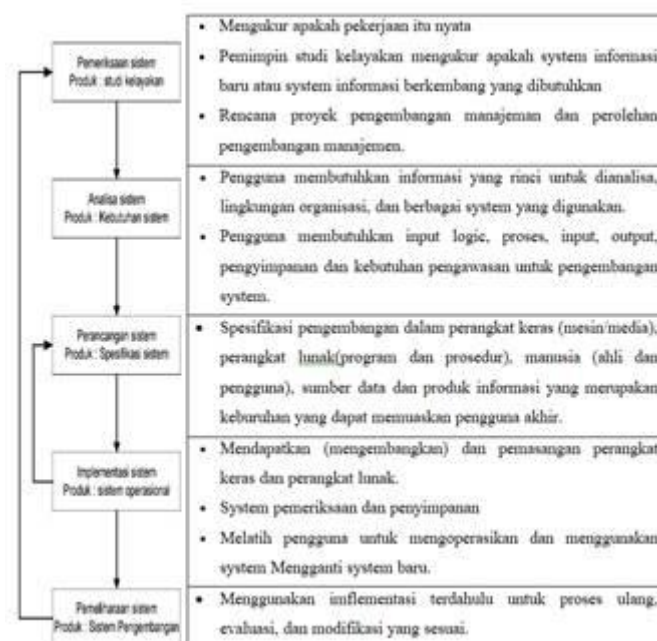 Pemeriksaan sistem
Produk : studi kelayakan
• Mengukur apakah pekerjaan itu nyata
• Pemimpin studi kelayakan mengukur apakah system informasi
baru atau system informasi berkembang yang dibutuhkan
• Rencana proyek pengembangan manajeman dan perolehan
pengembangan manajemen.
Analisa sistem
Produk : Kebutuhan sistem
• Pengguna membutuhkan informasi yang rinci untuk dianalisa,
lingkungan organisasi, dan berbagai system yang digunakan.
• Pengguna membutuhkan input logic, proses, input, output,
pengyimpanan dan kebutuhan pengawasan untuk pengembangan
system.
Perancangan sistem
Produk : Spesifikasi sistem
• Spesifikasi pengembangan dalam perangkat keras (mesin/media),
perangkat lunak(program dan prosedur), manusia (ahli dan
pengguna), sumber data dan produk informasi yang merupakan
keburuhan yang dapat memuaskan pengguna akhir.
Implementasi sistem
Produk : sistem operasional
• Mendapatkan (mengembangkan) dan pemasangan perangkat
keras dan perangkat lunak.
• System pemeriksaan dan penyimpanan
• Melatih pengguna untuk mengoperasikan dan menggunakan
system Mengganti system baru.
Pemeliharaan sistem
Produk : Sistem Pengembangan
• Menggunakan imflementasi terdahulu untuk proses ulang,
evaluasi, dan modifikasi yang sesuai.